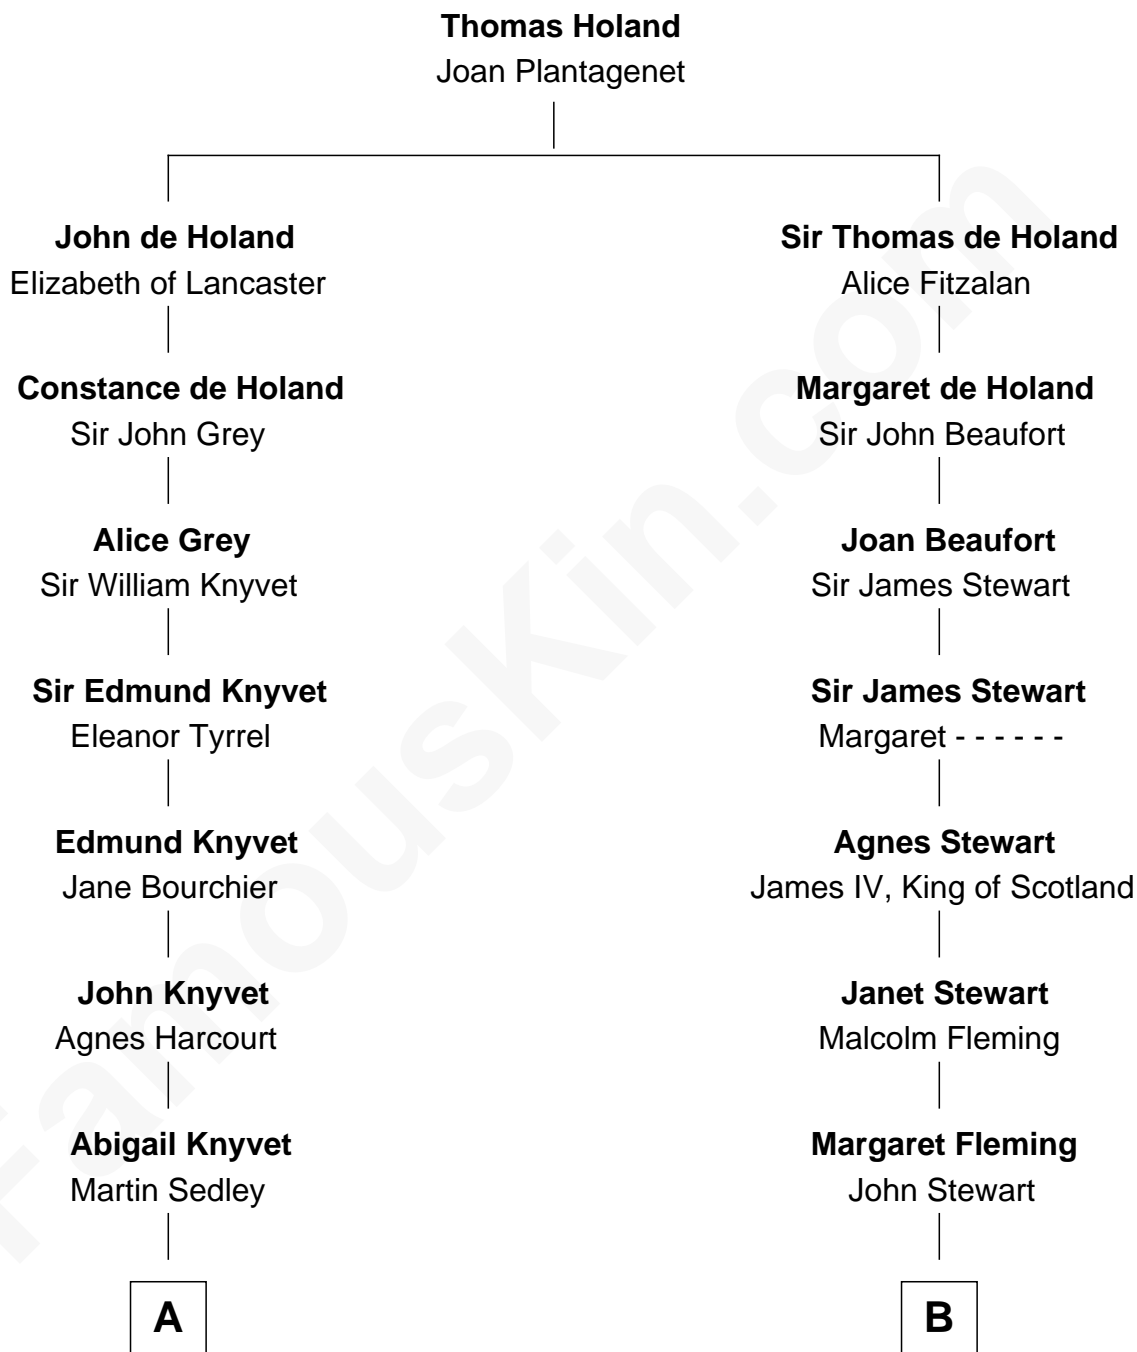 Thomas Holand
Joan Plantagenet
John de Holand
Elizabeth of Lancaster
Sir Thomas de Holand
Alice Fitzalan
Constance de Holand
Sir John Grey
Margaret de Holand
Sir John Beaufort
Alice Grey
Sir William Knyvet
Joan Beaufort
Sir James Stewart
Sir Edmund Knyvet
Eleanor Tyrrel
Sir James Stewart
Margaret - - - - - -
Edmund Knyvet
Jane Bourchier
Agnes Stewart
James IV, King of Scotland
John Knyvet
Agnes Harcourt
Janet Stewart
Malcolm Fleming
Abigail Knyvet
Martin Sedley
Margaret Fleming
John Stewart
A
B
FamousKin.com